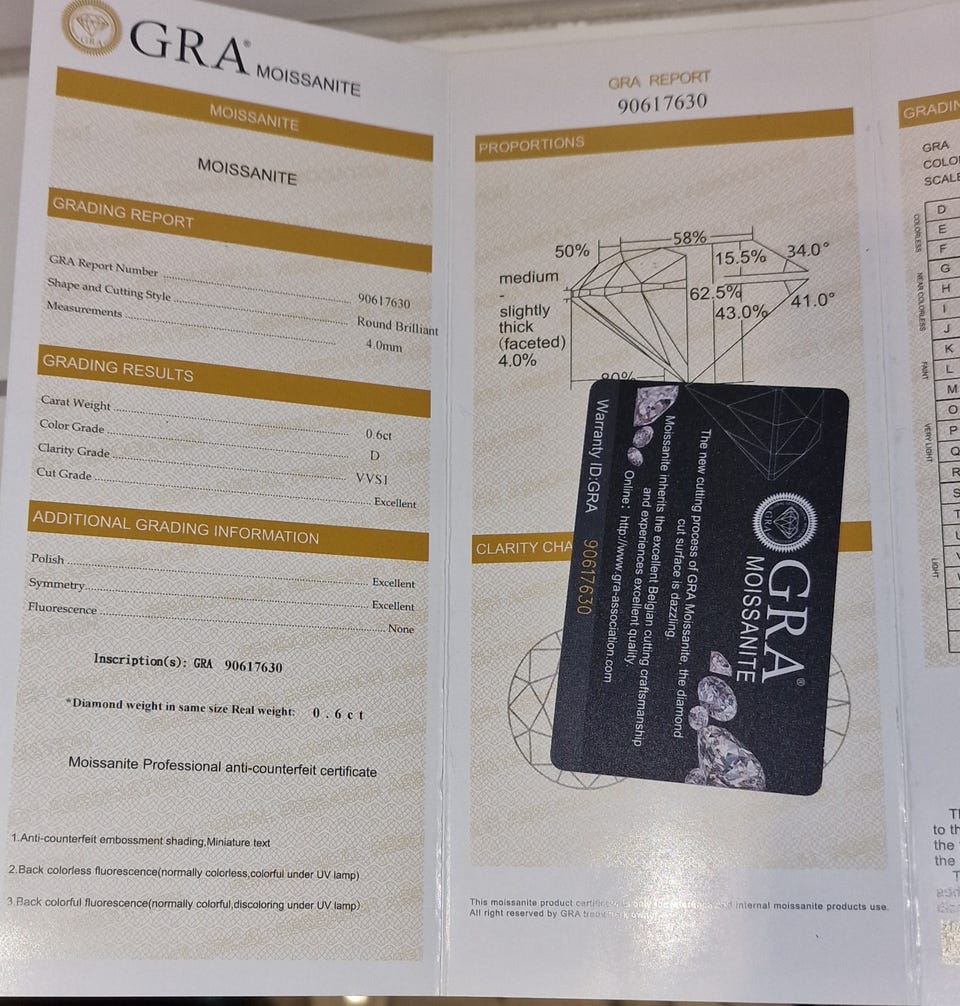 GRA® MOISSANITE
MOISSANITE
MOISSANITE
GRADING REPORT
GRA Report Number 90617630
Shape and Cutting Style Round Brilliant
Measurements 4.0mm
GRADING RESULTS
Carat Weight 0.6ct
Color Grade D
Clarity Grade VVS1
Cut Grade Excellent
ADDITIONAL GRADING INFORMATION
Polish Excellent
Symmetry Excellent
Fluorescence None
Inscription(s): GRA 90617630
*Diamond weight in same size Real weight: 0.6ct
Moissanite Professional anti-counterfeit certificate
1.Anti-counterfeit embossment shading,Miniature text
2.Back colorless fluorescence(normally colorless,colorful under UV lamp)
3.Back colorful fluorescence(normally colorful,discoloring under UV lamp)
GRA REPORT
90617630
PROPORTIONS
50%
58%
15.5%
34.0°
medium
-
slightly
thick
(faceted)
4.0%
62.5%
43.0%
41.0°
80%
CLARITY CHA
GRA
GRA®
MOISSANITE
The new cutting process of GRA Moissanite, the diamond
cut surface is dazzling.
Moissanite inherits the excellent Belgian cutting craftsmanship
and experiences excellent quality.
Online: http://www.gra-association.com
Warranty ID:GRA 90617630
This moissanite product internal moissanite products use.
All right reserved by GRA
GRADIN
GRA
COLO
SCALE
COLORLESS
NEAR COLORLESS
FAINT
VERY LIGHT
LIGHT
D
E
F
G
H
I
J
K
L
M
O
P
Q
R
S
T
U
to th
the
the